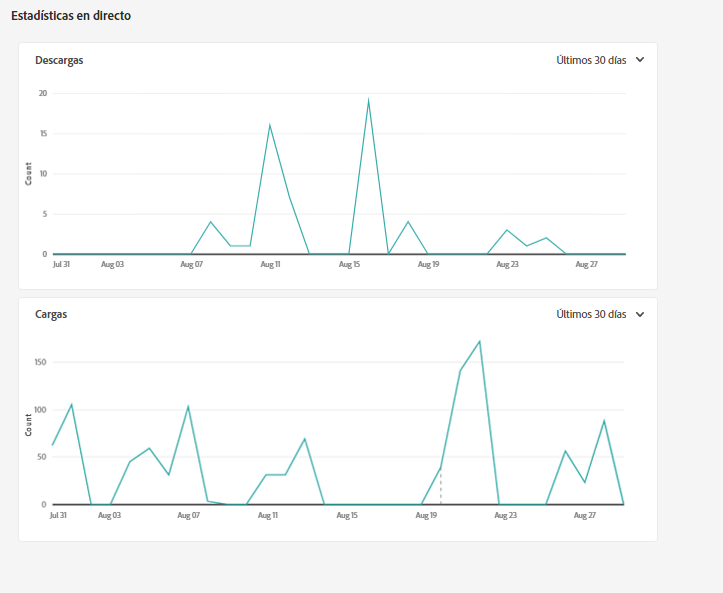 Estadísticas en directo
Descargas
Últimos 30 días
20
15
10
5
0
Count
Jul 31 Aug 03 Aug 07 Aug 11 Aug 15 Aug 19 Aug 23 Aug 27
Cargas
Últimos 30 días
150
100
50
0
Count
Jul 31 Aug 03 Aug 07 Aug 11 Aug 15 Aug 19 Aug 23 Aug 27